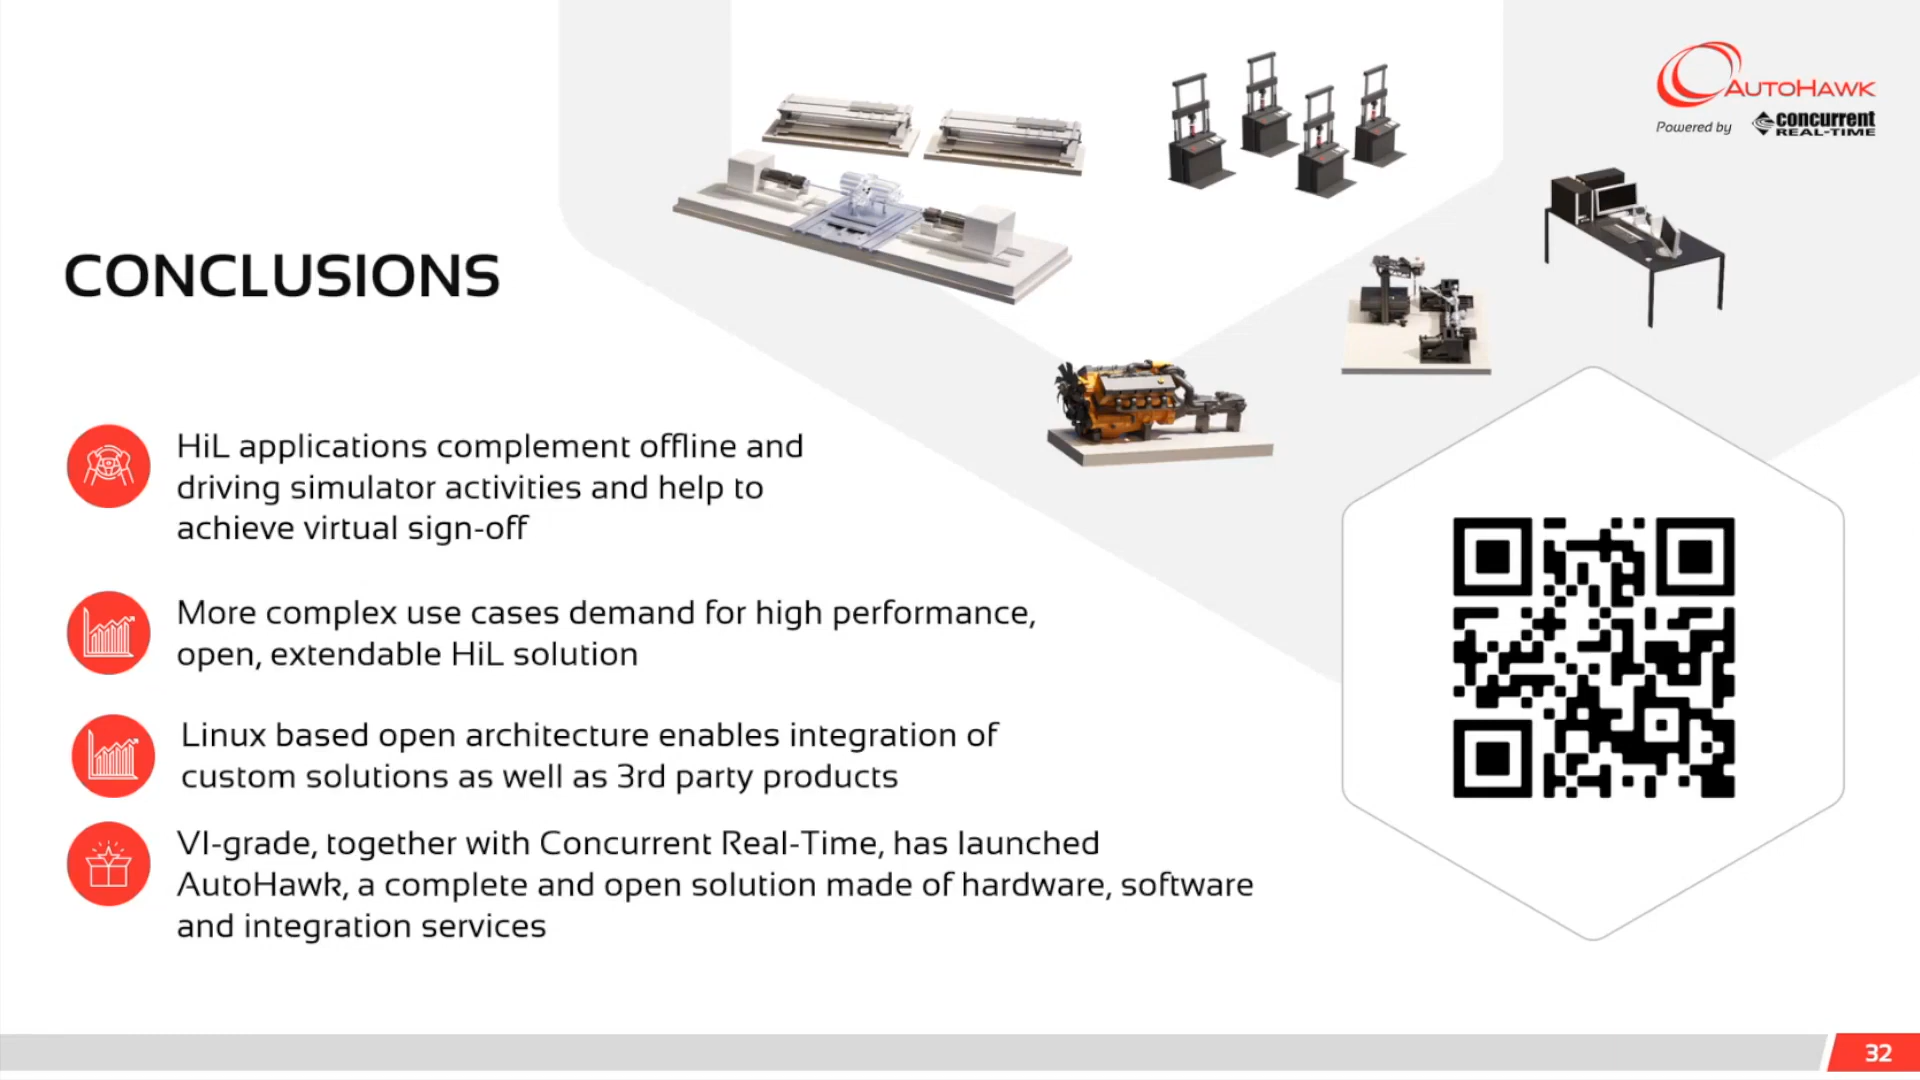 AUTOHAWK
Powered by concurrent
REAL-TIME
CONCLUSIONS
HiL applications complement offline and
driving simulator activities and help to
achieve virtual sign-off
More complex use cases demand for high performance,
open, extendable HiL solution
Linux based open architecture enables integration of
custom solutions as well as 3rd party products
VI-grade, together with Concurrent Real-Time, has launched
AutoHawk, a complete and open solution made of hardware, software
and integration services
32